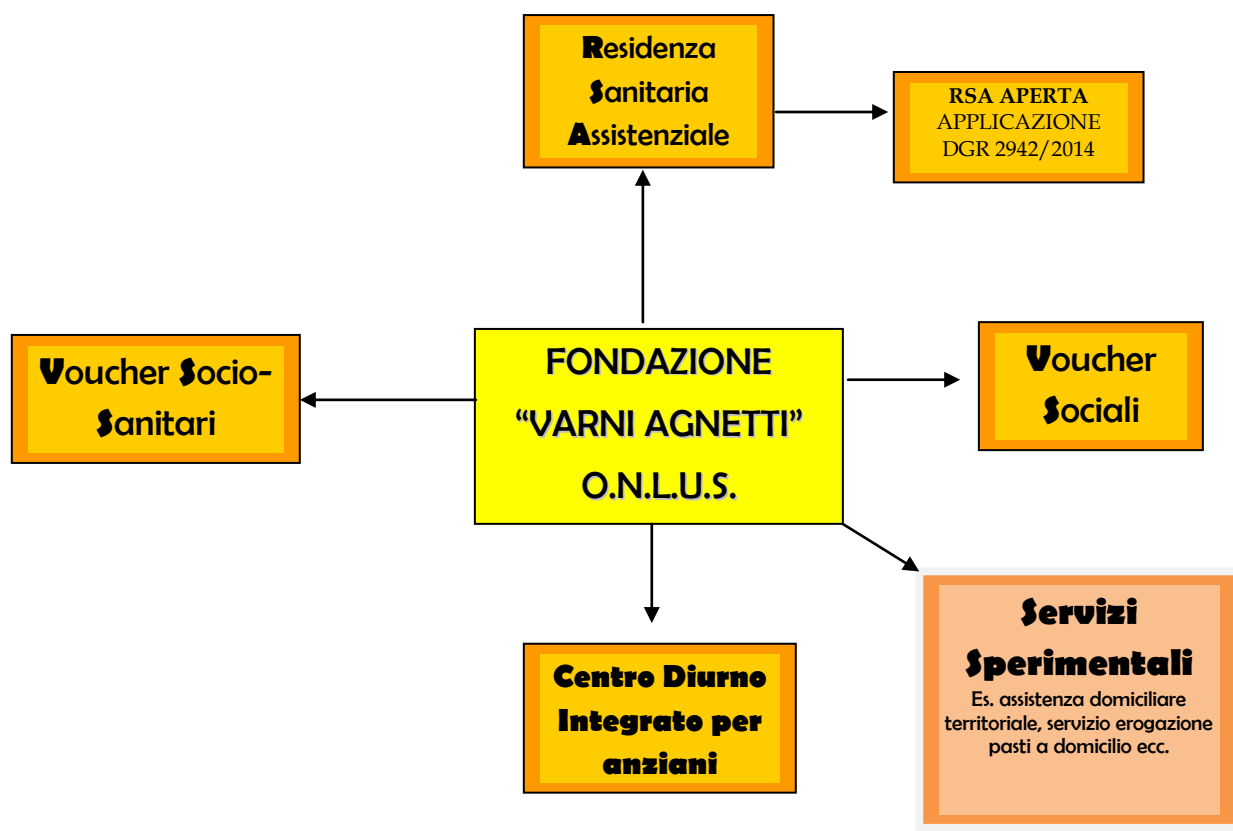 Residenza
Sanitaria
Assistenziale
RSA APERTA
APPLICAZIONE
DGR 2942/2014
Voucher Socio-
Sanitari
FONDAZIONE
“VARNI AGNETTI”
O.N.L.U.S.
Voucher
Sociali
Centro Diurno
Integrato per
anziani
Servizi
Sperimentali
Es. assistenza domiciliare
territoriale, servizio erogazione
pasti a domicilio ecc.